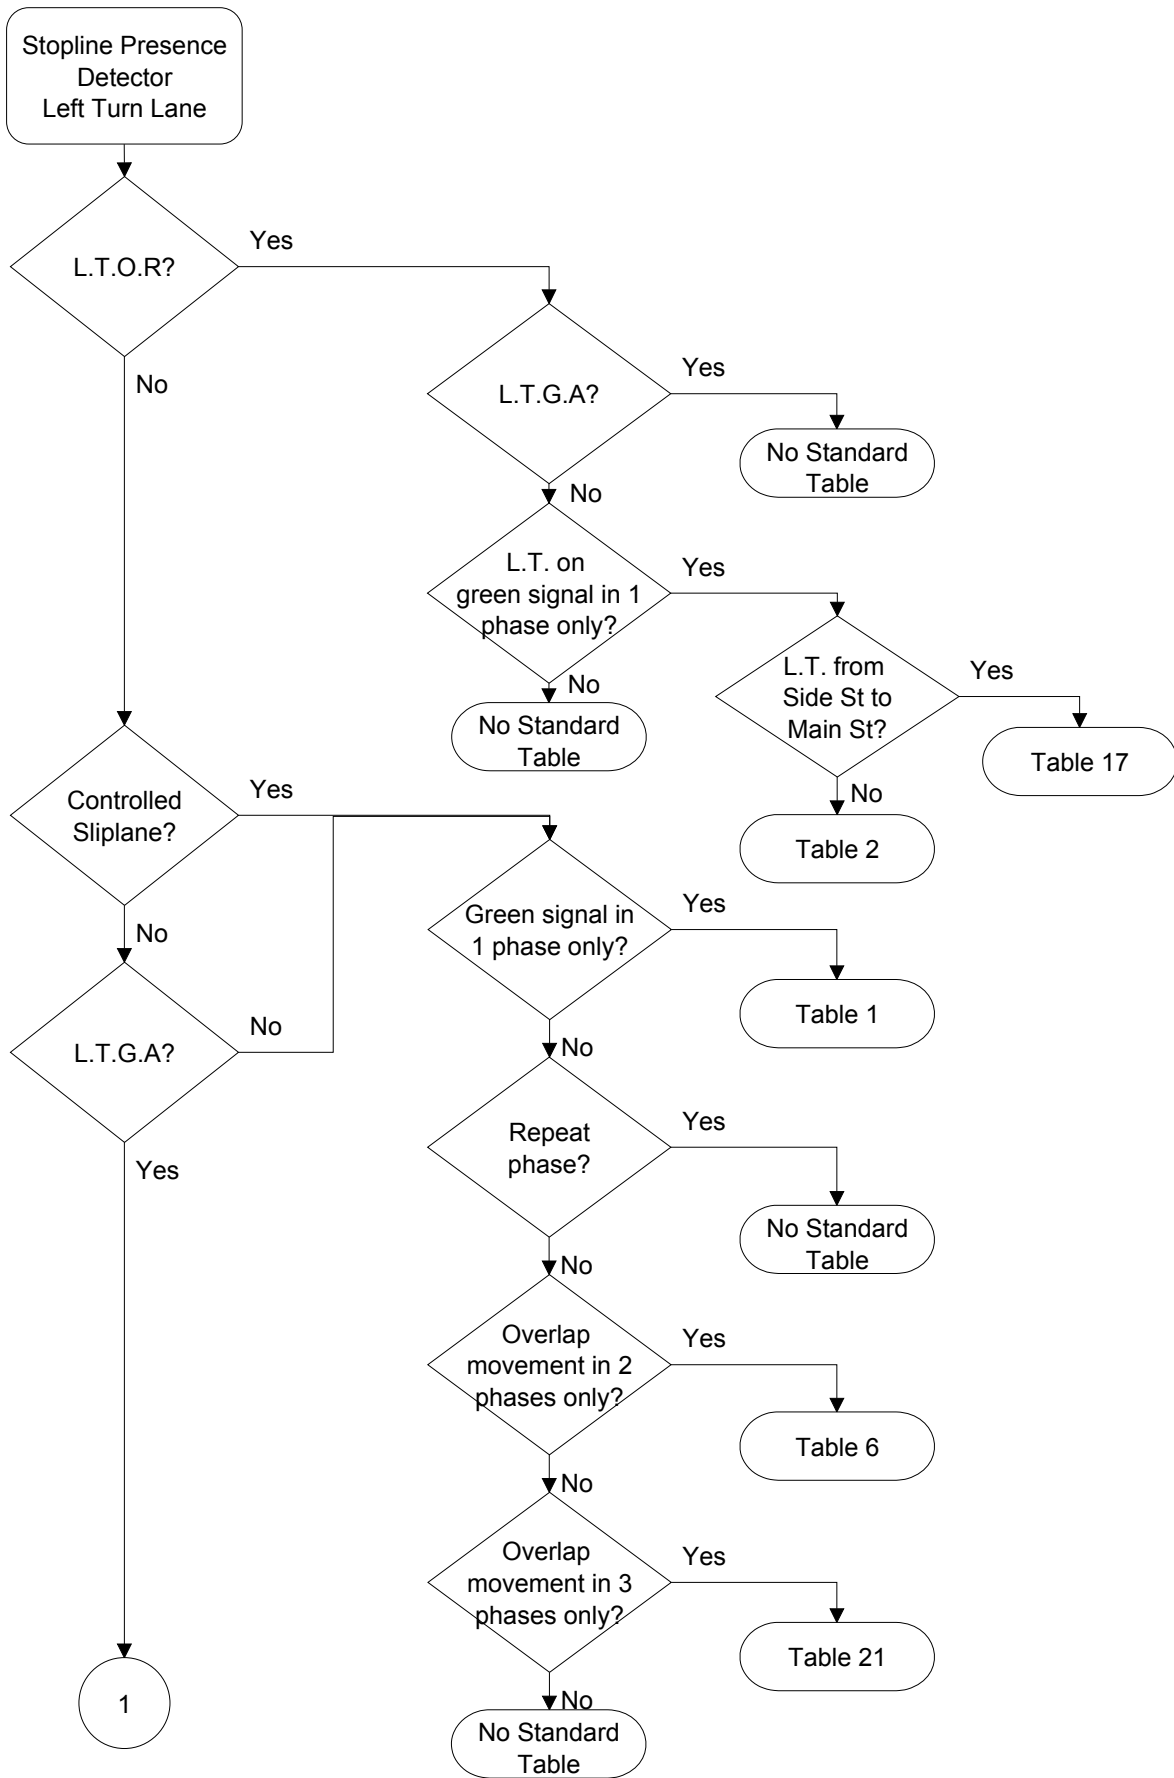 Stopline Presence
Detector
Left Turn Lane
L.T.O.R?
Yes
No
L.T.G.A?
Yes
No Standard
Table
No
L.T. on
green signal in 1
phase only?
Yes
No
No Standard
Table
L.T. from
Side St to
Main St?
Yes
Table 17
No
Table 2
Controlled
Sliplane?
Yes
No
Green signal in
1 phase only?
Yes
Table 1
No
L.T.G.A?
No
Yes
Repeat
phase?
Yes
No Standard
Table
No
Overlap
movement in 2
phases only?
Yes
Table 6
No
Overlap
movement in 3
phases only?
Yes
Table 21
No
No Standard
Table
1